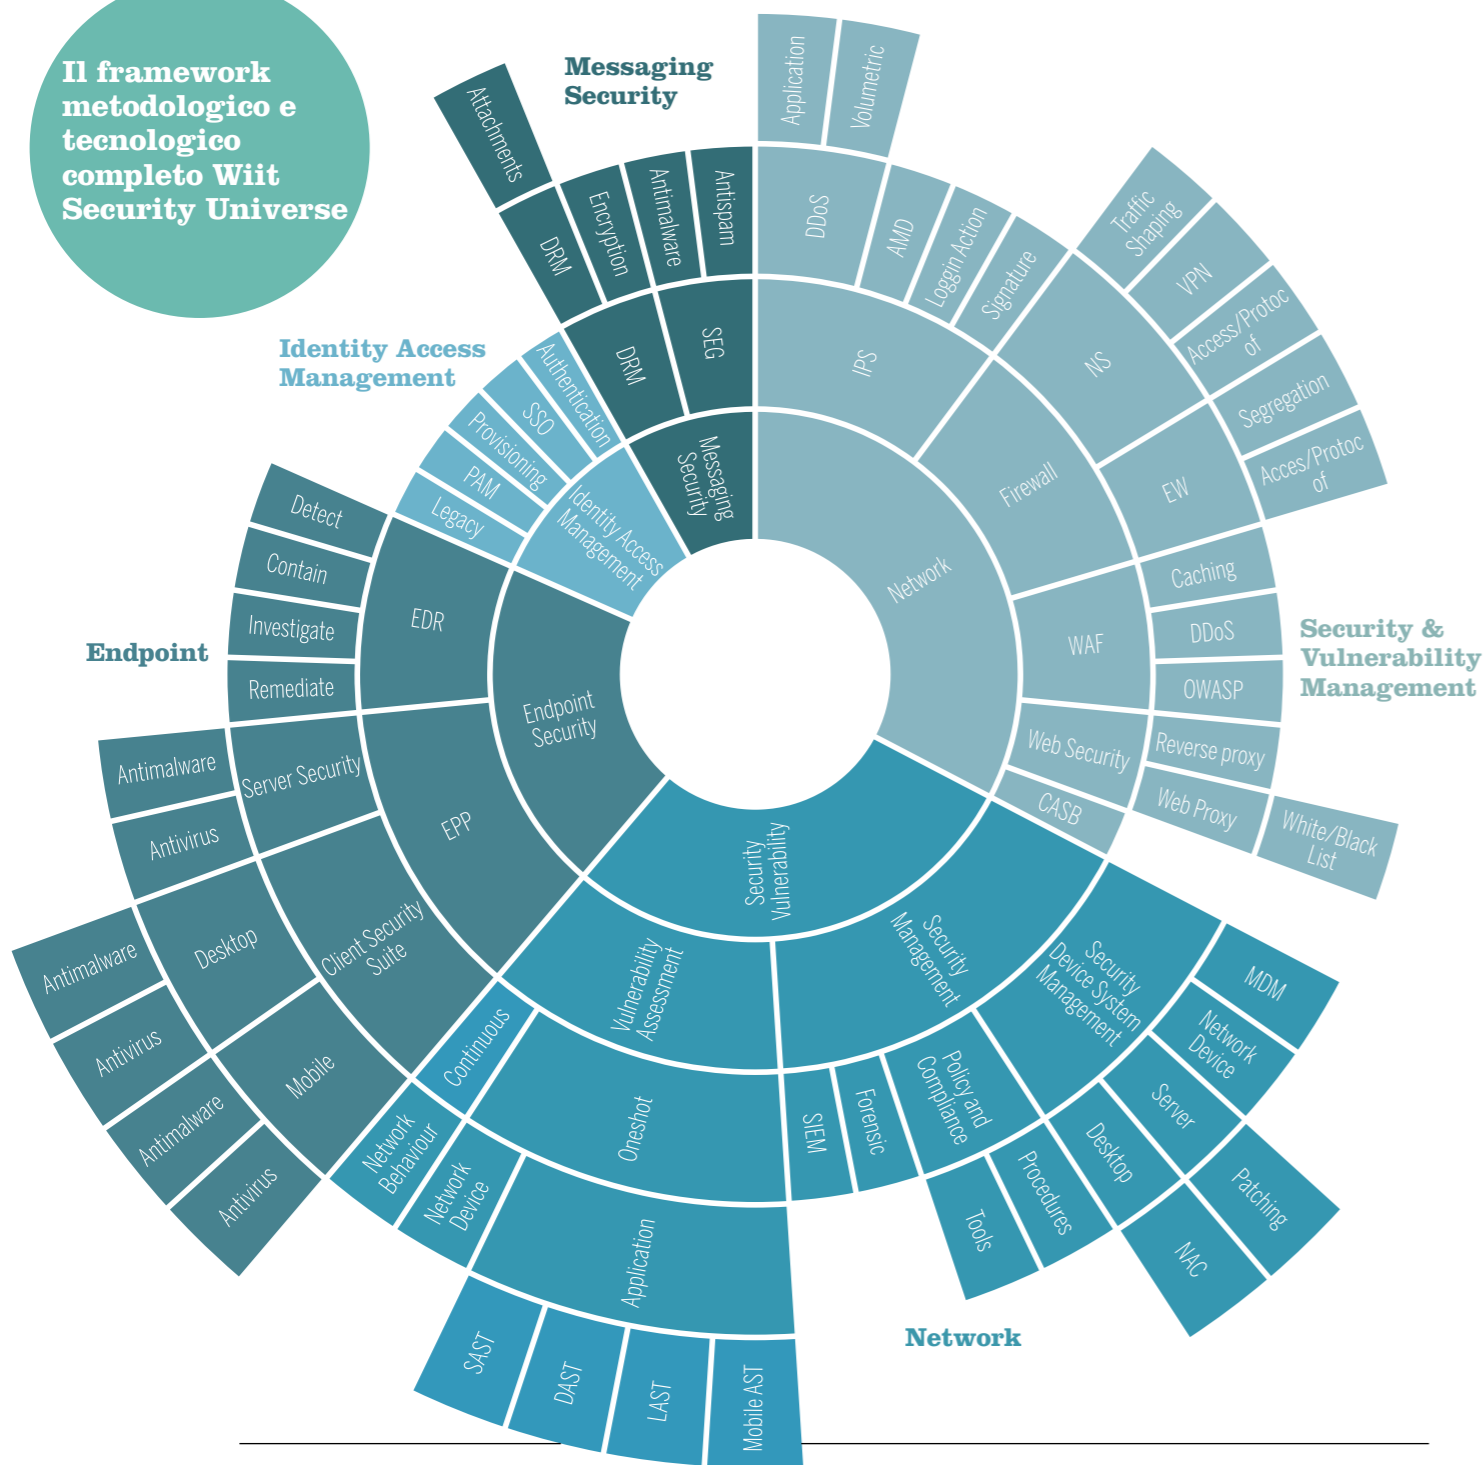 Il framework
metodologico e
tecnologico
completo Wiit
Security Universe
Messaging
Security
Attachments
DRM
Encryption
Antimalware
Antispam
DRM
SEG
Messaging
Security
Application
Volumetric
DDoS
AMD
Loggin Action
Signature
IPS
Traffic
Shaping
VPN
Access/Protoc
of
Segregation
Acces/Protoc
of
NS
EW
Firewall
Network
Caching
DDoS
OWASP
WAF
Web Security
Reverse proxy
Web Proxy
White/Black
List
CASB
Security &
Vulnerability
Management
Identity Access
Management
Authentication
SSO
Provisioning
PAM
Legacy
Identity Access
Management
Endpoint
Detect
Contain
Investigate
Remediate
EDR
Endpoint
Security
EPP
Server Security
Antimalware
Antivirus
Client Security
Suite
Desktop
Antimalware
Antivirus
Mobile
Antimalware
Antivirus
Security
Vulnerability
Vulnerability
Assessment
Continuous
Oneshot
Network
Behaviour
Network
Device
Application
SAST
DAST
LAST
Mobile AST
Security
Management
SIEM
Forensic
Policy and
Compliance
Tools
Procedures
Security
Device System
Management
MDM
Network
Device
Server
Desktop
Patching
NAC
Network